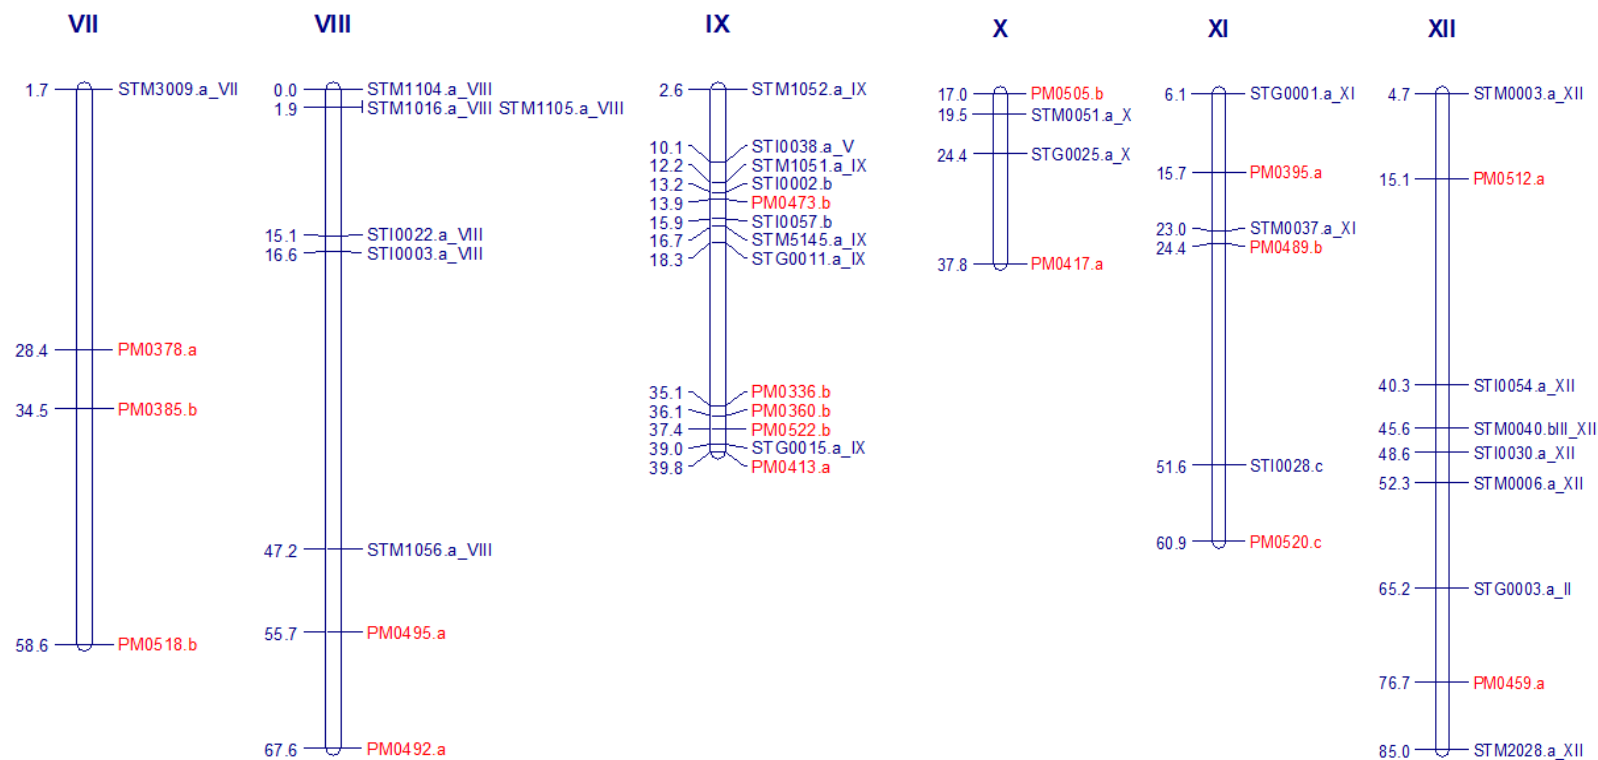 VII
1.7 STM3009.a_VII
28.4 PM0378.a
34.5 PM0385.b
58.6 PM0518.b
VIII
0.0 STM1104.a_VIII
1.9 STM1016.a_VIII STM1105.a_VIII
15.1 STI0022.a_VIII
16.6 STI0003.a_VIII
47.2 STM1056.a_VIII
55.7 PM0495.a
67.6 PM0492.a
IX
2.6 STM1052.a_IX
10.1 STI0038.a_V
12.2 STM1051.a_IX
13.2 STI0002.b
13.9 PM0473.b
15.9 STI0057.b
16.7 STM5145.a_IX
18.3 STG0011.a_IX
35.1 PM0336.b
36.1 PM0360.b
37.4 PM0522.b
39.0 STG0015.a_IX
39.8 PM0413.a
X
17.0 PM0505.b
19.5 STM0051.a_X
24.4 STG0025.a_X
37.8 PM0417.a
XI
6.1 STG0001.a_XI
15.7 PM0395.a
23.0 STM0037.a_XI
24.4 PM0489.b
51.6 STI0028.c
60.9 PM0520.c
XII
4.7 STM0003.a_XII
15.1 PM0512.a
40.3 STI0054.a_XII
45.6 STM0040.bIII_XII
48.6 STI0030.a_XII
52.3 STM0006.a_XII
65.2 STG0003.a_II
76.7 PM0459.a
85.0 STM2028.a_XII